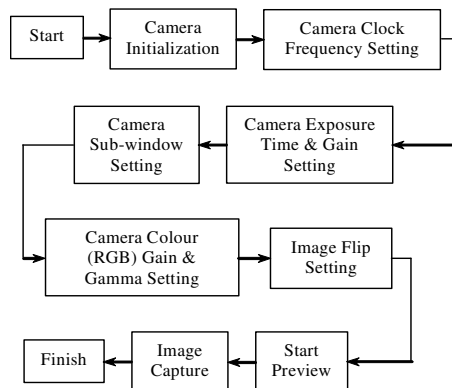 Start
Camera
Initialization
Camera Clock
Frequency Setting
Camera Exposure
Time & Gain
Setting
Camera
Sub-window
Setting
Camera Colour
(RGB) Gain &
Gamma Setting
Image Flip
Setting
Start
Preview
Image
Capture
Finish